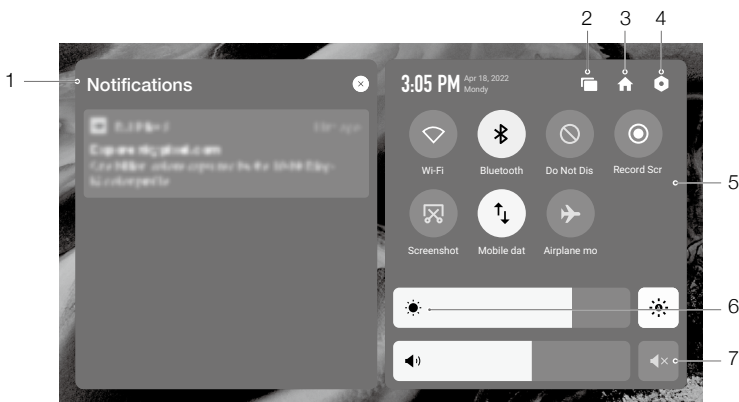 2 3 4
1
Notifications
3:05 PM
Apr 18, 2022
Mondy
Wi-Fi
Bluetooth
Do Not Dis
Record Scr
5
Screenshot
Mobile dat
Airplane mo
6
7